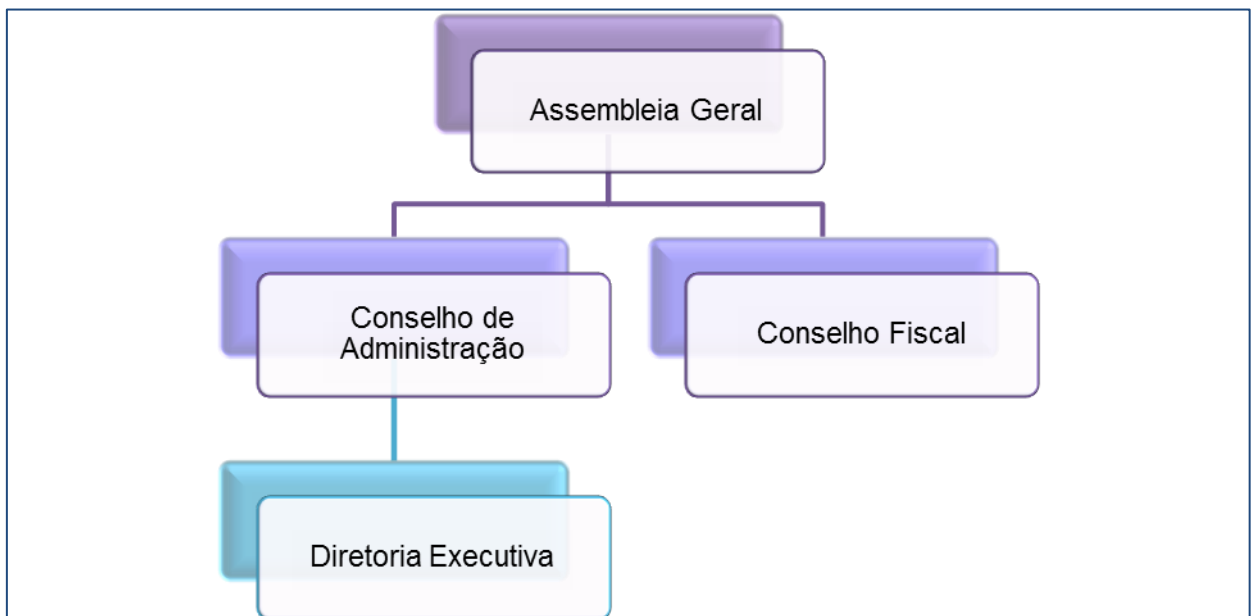 Assembleia Geral
Conselho de
Administração
Conselho Fiscal
Diretoria Executiva